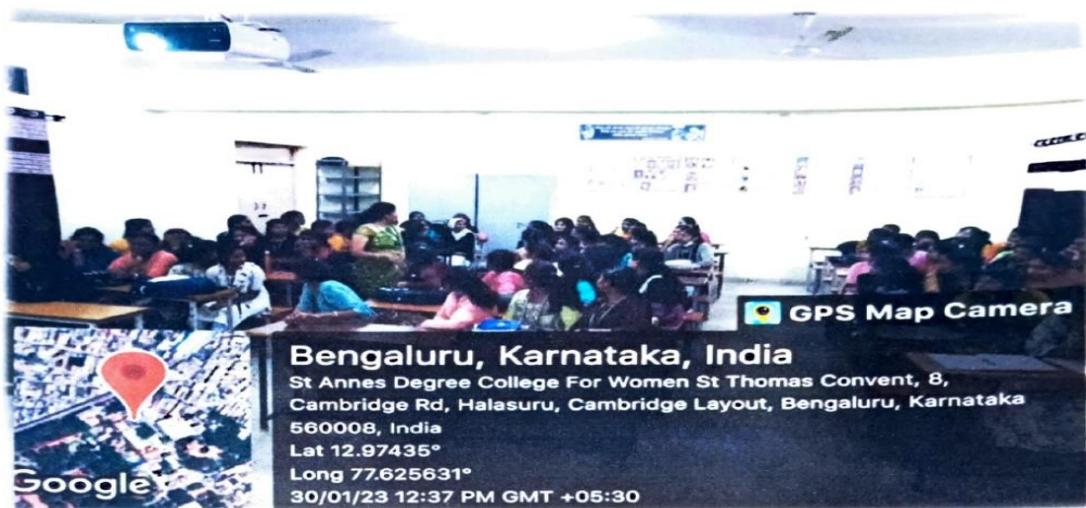 GPS Map Camera
Bengaluru, Karnataka, India
St Annes Degree College For Women St Thomas Convent, 8,
Cambridge Rd, Halasuru, Cambridge Layout, Bengaluru, Karnataka
560008, India
Lat 12.97435°
Long 77.625631°
30/01/23 12:37 PM GMT +05:30
Google